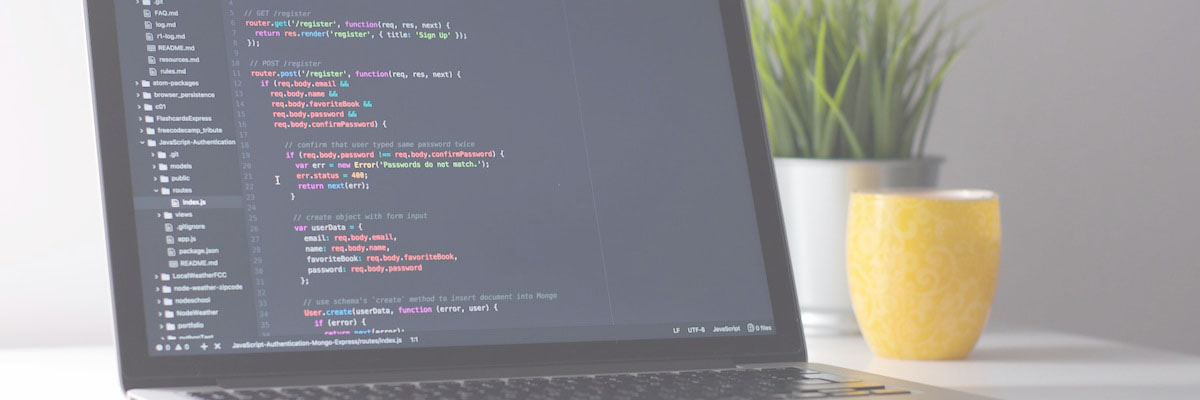 .git
FAQ.md
log.md
r1-log.md
README.md
resources.md
rules.md
atom-packages
browser_persistence
c01
FlashcardsExpress
freecodecamp_tribute
JavaScript-Authentication
.git
models
public
routes
index.js
views
.gitignore
app.js
package.json
README.md
LocalWeatherFCC
node-weather-zipcode
nodeschool
NodeWeather
portfolio
pythonTest
4
5 // GET /register
6 router.get('/register', function(req, res, next) {
7 return res.render('register', { title: 'Sign Up' });
8 });
9
10 // POST /register
11 router.post('/register', function(req, res, next) {
12 if (req.body.email &&
13 req.body.name &&
14 req.body.favoriteBook &&
15 req.body.password &&
16 req.body.confirmPassword) {
17
18 // confirm that user typed same password twice
19 if (req.body.password !== req.body.confirmPassword) {
20 var err = new Error('Passwords do not match.');
21 err.status = 400;
22 return next(err);
23 }
24
25 // create object with form input
26 var userData = {
27 email: req.body.email,
28 name: req.body.name,
29 favoriteBook: req.body.favoriteBook,
30 password: req.body.password
31 };
32
33 // use schema's `create` method to insert document into Mongo
34 User.create(userData, function (error, user) {
35 if (error) {
return next(error);
0 0 JavaScript-Authentication-Mongo-Express/routes/index.js 1:1
LF UTF-8 JavaScript 0 files